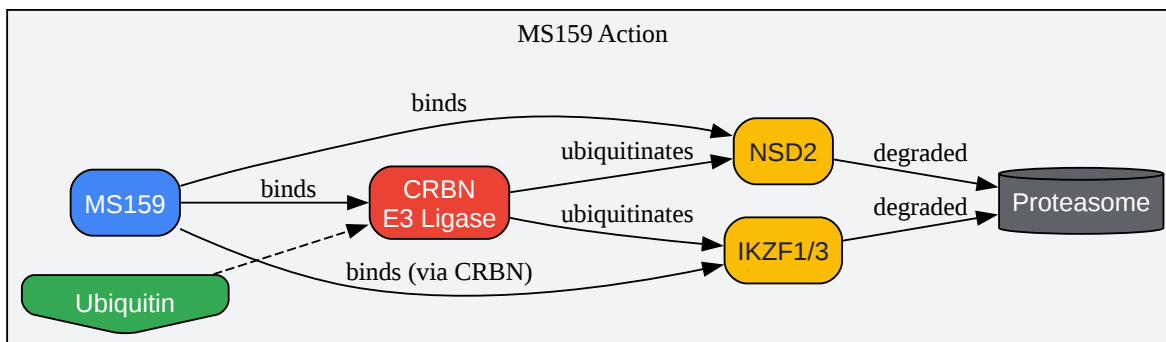 MS159 Action
binds
ubiquitinates
NSD2
degraded
MS159
binds
CRBN
E3 Ligase
ubiquitinates
degraded
Proteasome
IKZF1/3
binds (via CRBN)
Ubiquitin